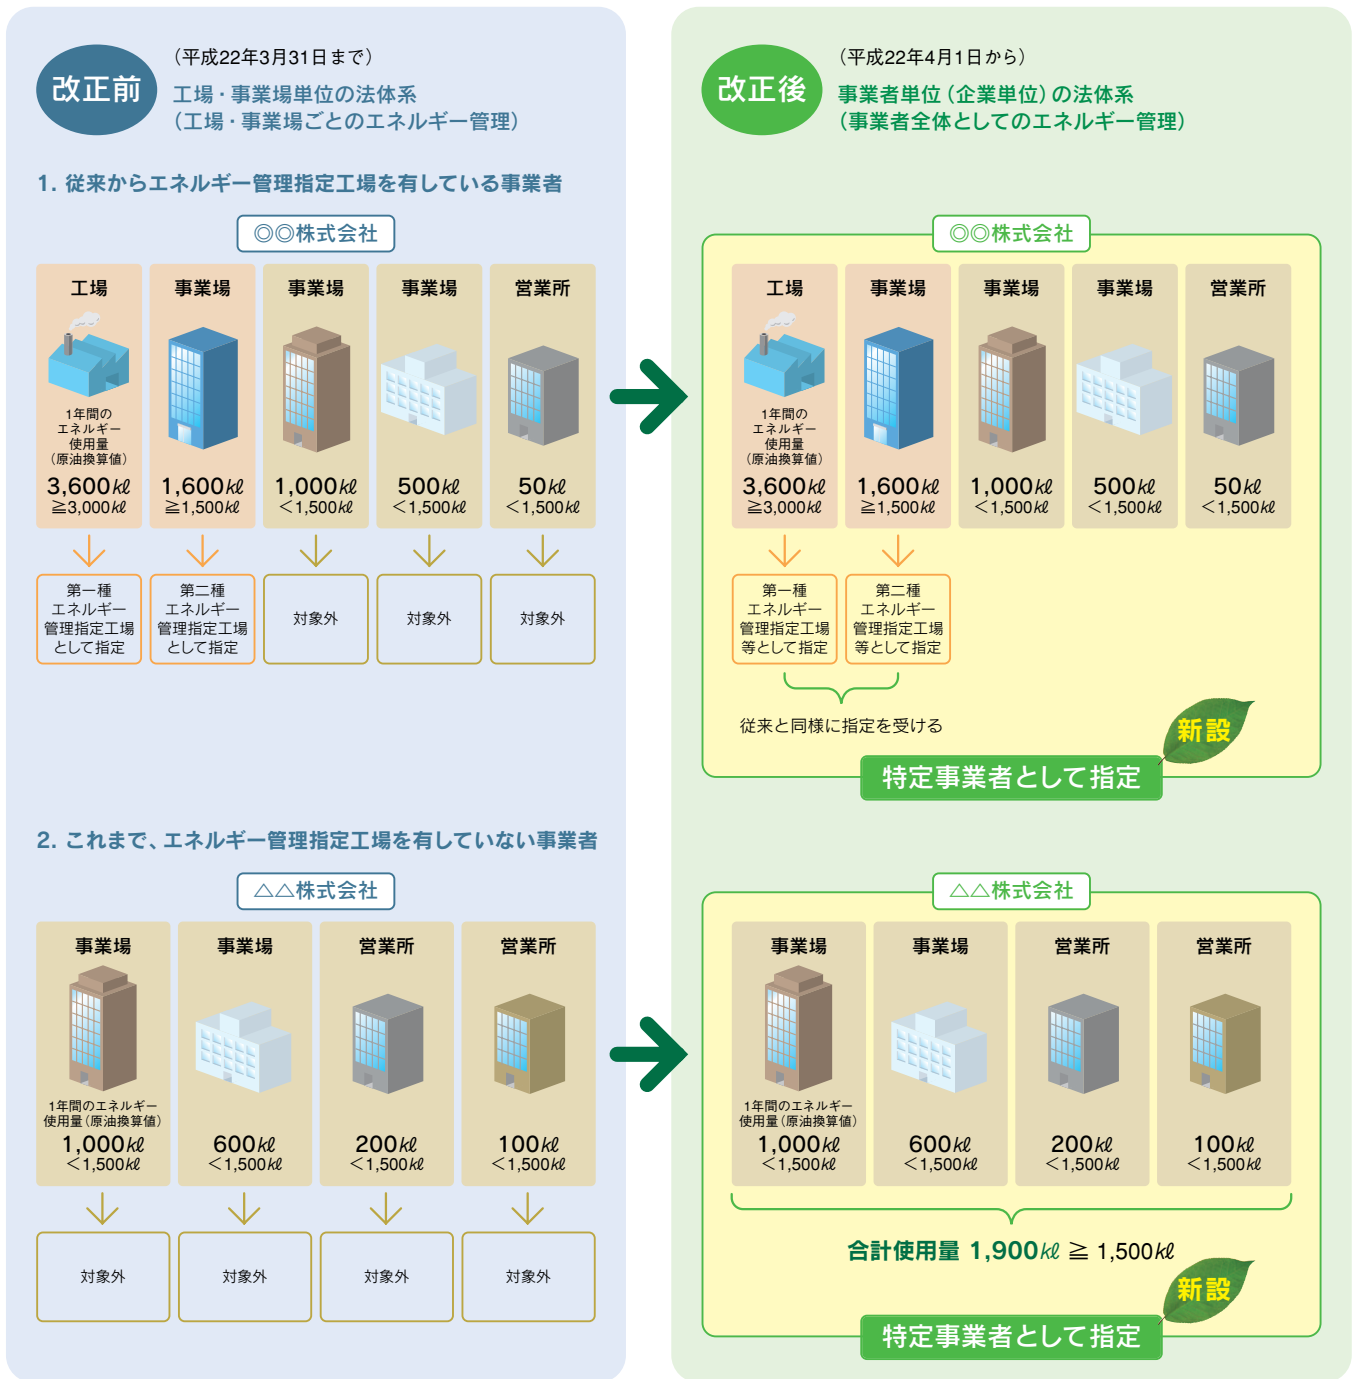 改正前
（平成22年3月31日まで）
工場・事業場単位の法体系
（工場・事業場ごとのエネルギー管理）
1. 従来からエネルギー管理指定工場を有している事業者
◎◎株式会社
工場
事業場
事業場
事業場
営業所
1年間の
エネルギー
使用量
（原油換算値）
3,600kℓ
≧3,000kℓ
1,600kℓ
≧1,500kℓ
1,000kℓ
＜1,500kℓ
500kℓ
＜1,500kℓ
50kℓ
＜1,500kℓ
第一種
エネルギー
管理指定工場
として指定
第二種
エネルギー
管理指定工場
として指定
対象外
対象外
対象外
2. これまで、エネルギー管理指定工場を有していない事業者
△△株式会社
事業場
事業場
営業所
営業所
1年間のエネルギー
使用量（原油換算値）
1,000kℓ
＜1,500kℓ
600kℓ
＜1,500kℓ
200kℓ
＜1,500kℓ
100kℓ
＜1,500kℓ
対象外
対象外
対象外
対象外
改正後
（平成22年4月1日から）
事業者単位（企業単位）の法体系
（事業者全体としてのエネルギー管理）
◎◎株式会社
工場
事業場
事業場
事業場
営業所
1年間の
エネルギー
使用量
（原油換算値）
3,600kℓ
≧3,000kℓ
1,600kℓ
≧1,500kℓ
1,000kℓ
＜1,500kℓ
500kℓ
＜1,500kℓ
50kℓ
＜1,500kℓ
第一種
エネルギー
管理指定工場
等として指定
第二種
エネルギー
管理指定工場
等として指定
従来と同様に指定を受ける
新設
特定事業者として指定
△△株式会社
事業場
事業場
営業所
営業所
1年間のエネルギー
使用量（原油換算値）
1,000kℓ
＜1,500kℓ
600kℓ
＜1,500kℓ
200kℓ
＜1,500kℓ
100kℓ
＜1,500kℓ
合計使用量 1,900kℓ ≧ 1,500kℓ
新設
特定事業者として指定